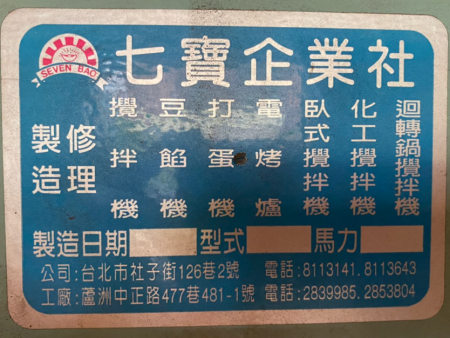 SEVEN BAO
七寶企業社
製造
修理
攪拌機
豆餡機
打蛋機
電烤爐
臥式攪拌機
化工攪拌機
迴轉鍋攪拌機
製造日期 型式 馬力
公司:台北市社子街126巷2號 電話:8113141.8113643
工廠:蘆洲中正路477巷481-1號 電話:2839985.2853804